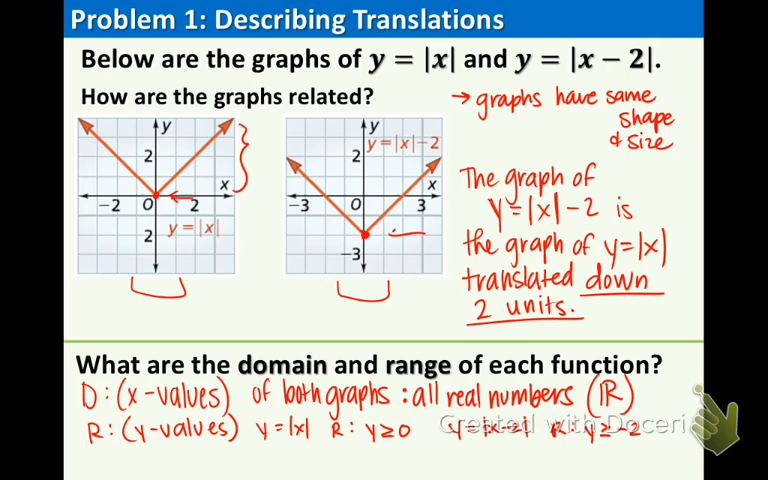 Problem 1: Describing Translations
Below are the graphs of y = |x| and y = |x − 2|.
How are the graphs related?
→ graphs have same
shape
& size
y
2
x
−2 O 2
2
y = |x|
y
y = |x| − 2
2
x
−3 O 3
−3
The graph of
y = |x| − 2 is
the graph of y = |x|
translated down
2 units.
What are the domain and range of each function?
D: (x-values) of both graphs: all real numbers (ℝ)
R: (y-values) y = |x| R: y ≥ 0 y = |x − 2| R: y ≥ −2
Created with Doceri